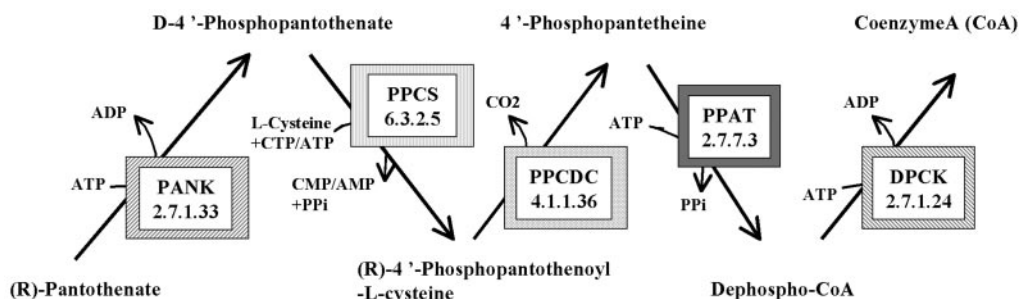 D-4 '-Phosphopantothenate
4 '-Phosphopantetheine
CoenzymeA (CoA)
ADP
PPCS
6.3.2.5
L-Cysteine
+CTP/ATP
CO2
ATP
PPAT
2.7.7.3
ADP
ATP
PANK
2.7.1.33
CMP/AMP
+PPi
PPCDC
4.1.1.36
PPi
ATP
DPCK
2.7.1.24
(R)-Pantothenate
(R)-4 '-Phosphopantothenoyl
-L-cysteine
Dephospho-CoA